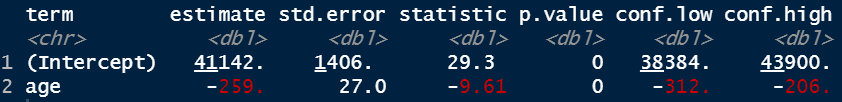 term estimate std.error statistic p.value conf.low conf.high
<chr> <dbl> <dbl> <dbl> <dbl> <dbl> <dbl>
1 (Intercept) 41142. 1406. 29.3 0 38384. 43900.
2 age -259. 27.0 -9.61 0 -312. -206.